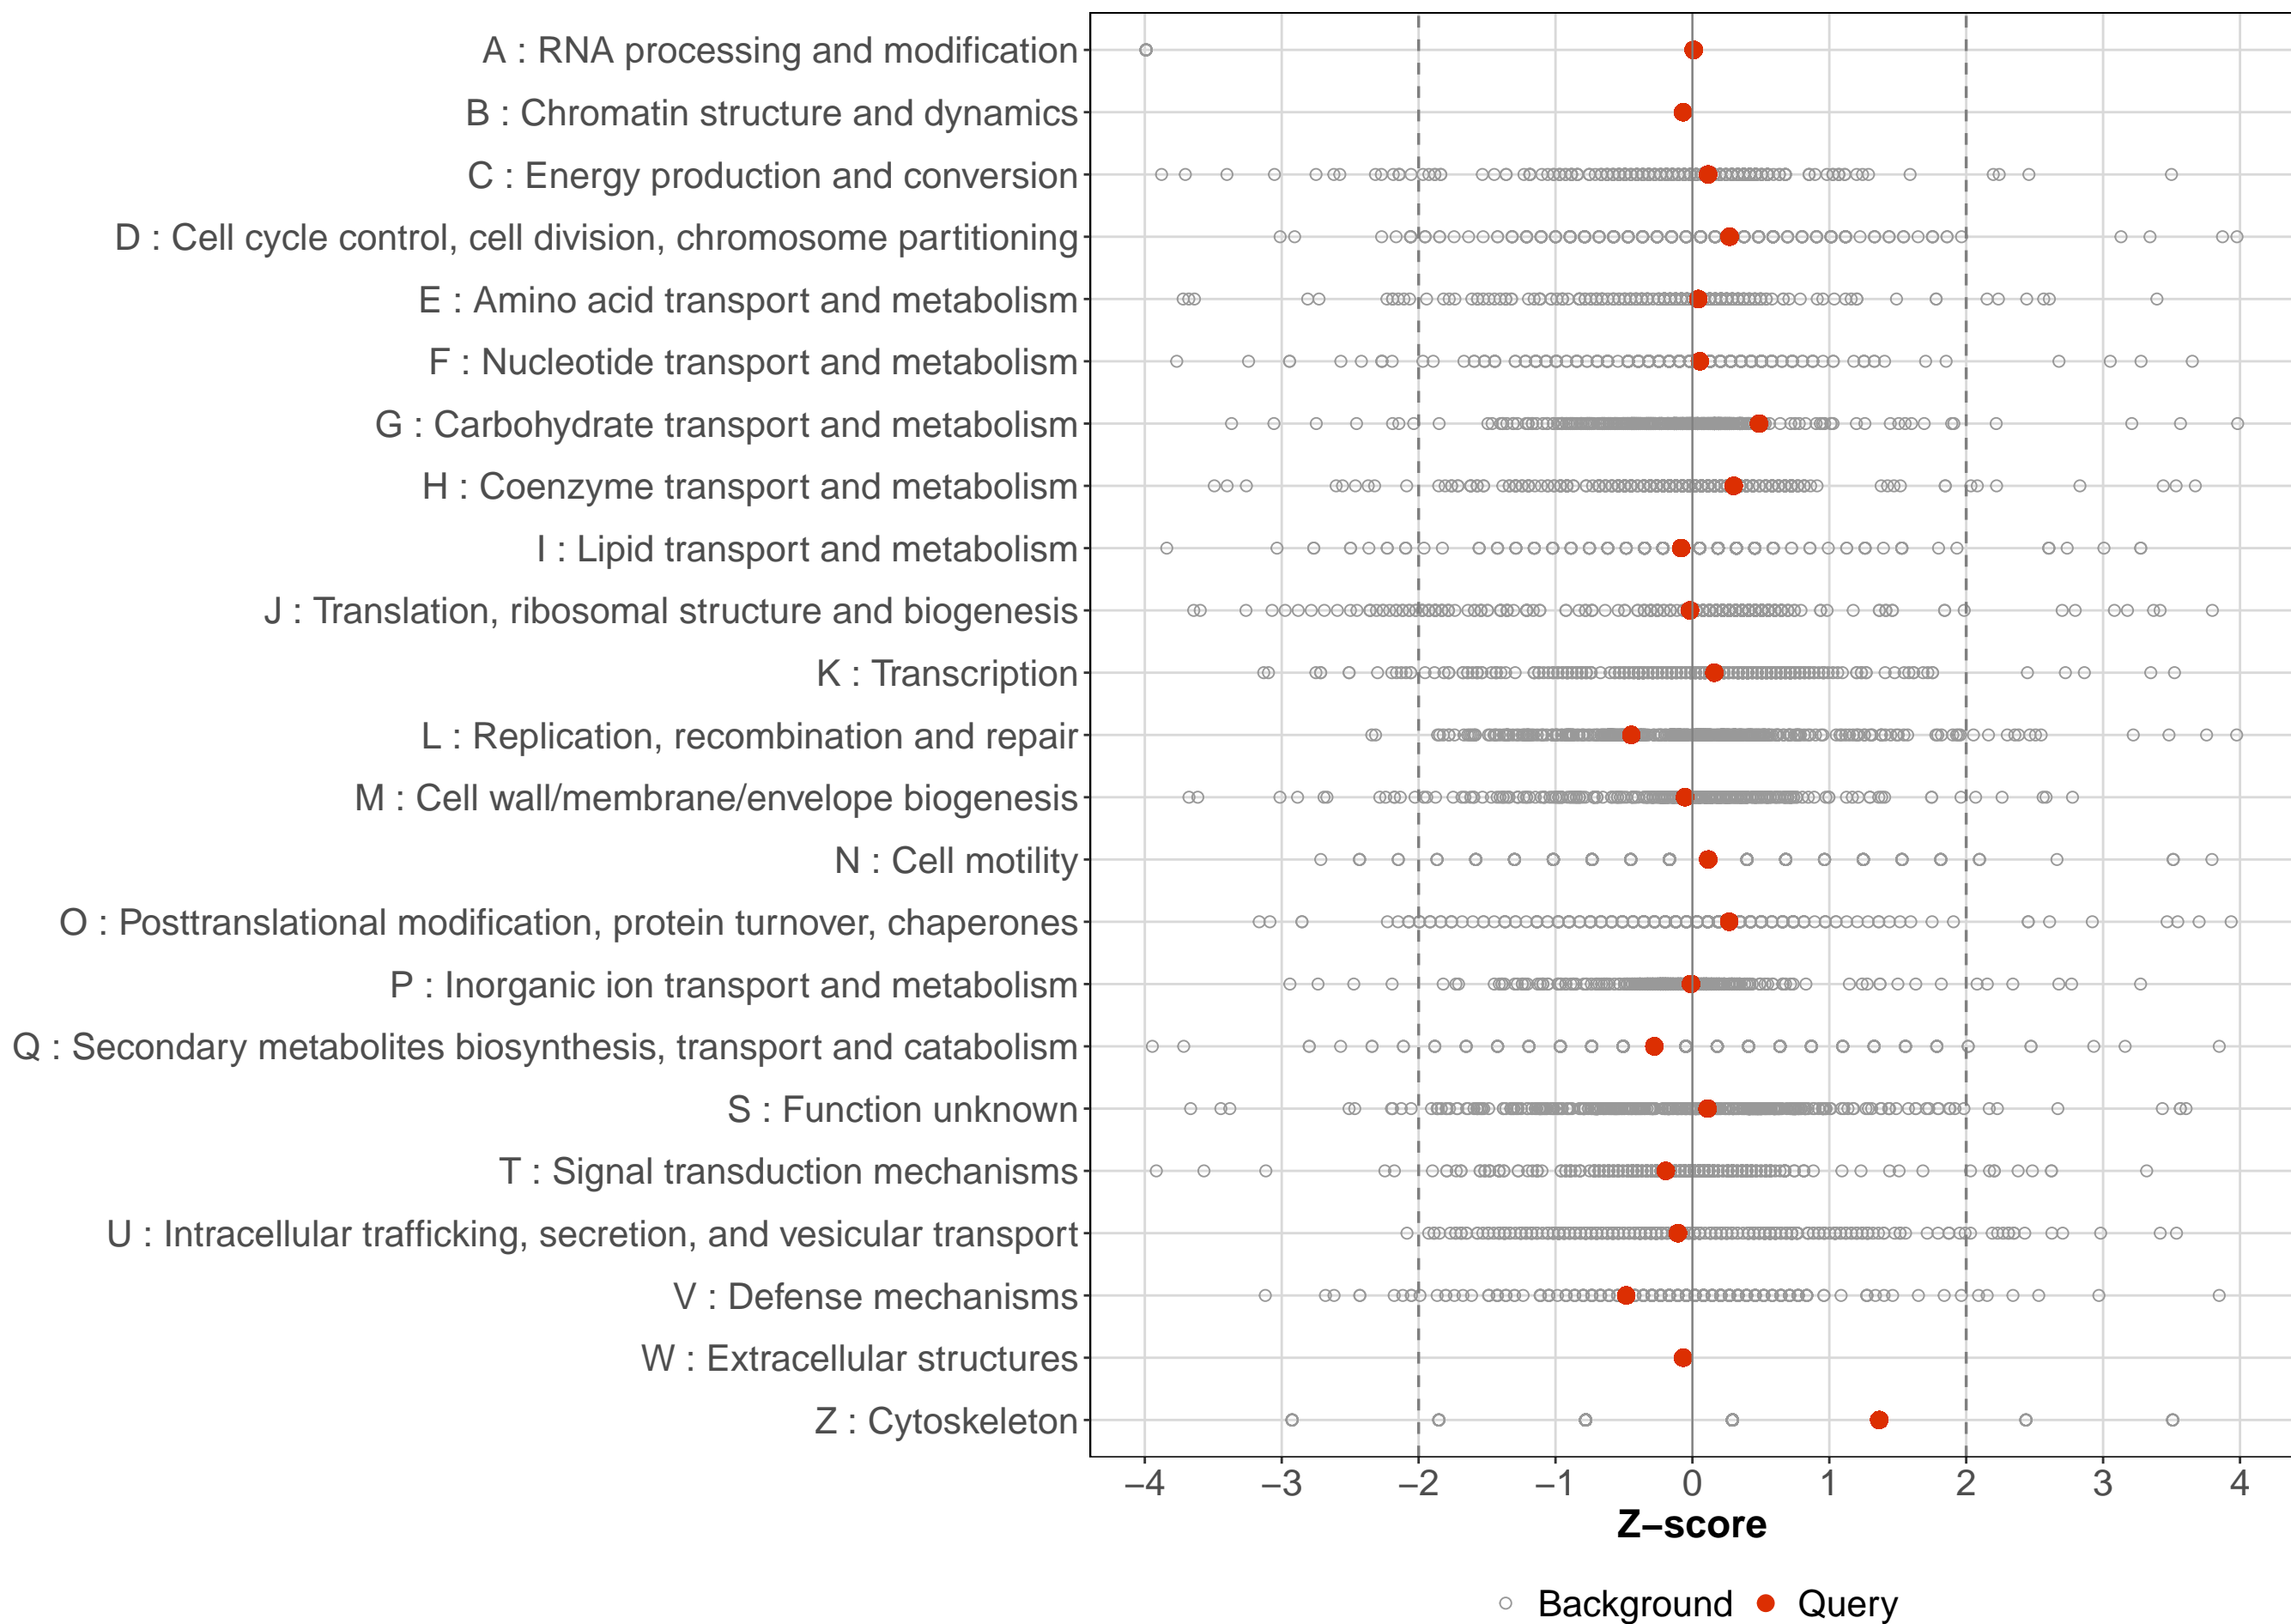 A : RNA processing and modification
B : Chromatin structure and dynamics
C : Energy production and conversion
D : Cell cycle control, cell division, chromosome partitioning
E : Amino acid transport and metabolism
F : Nucleotide transport and metabolism
G : Carbohydrate transport and metabolism
H : Coenzyme transport and metabolism
I : Lipid transport and metabolism
J : Translation, ribosomal structure and biogenesis
K : Transcription
L : Replication, recombination and repair
M : Cell wall/membrane/envelope biogenesis
N : Cell motility
O : Posttranslational modification, protein turnover, chaperones
P : Inorganic ion transport and metabolism
Q : Secondary metabolites biosynthesis, transport and catabolism
S : Function unknown
T : Signal transduction mechanisms
U : Intracellular trafficking, secretion, and vesicular transport
V : Defense mechanisms
W : Extracellular structures
Z : Cytoskeleton
−4 −3 −2 −1 0 1 2 3 4
Z−score
Background Query